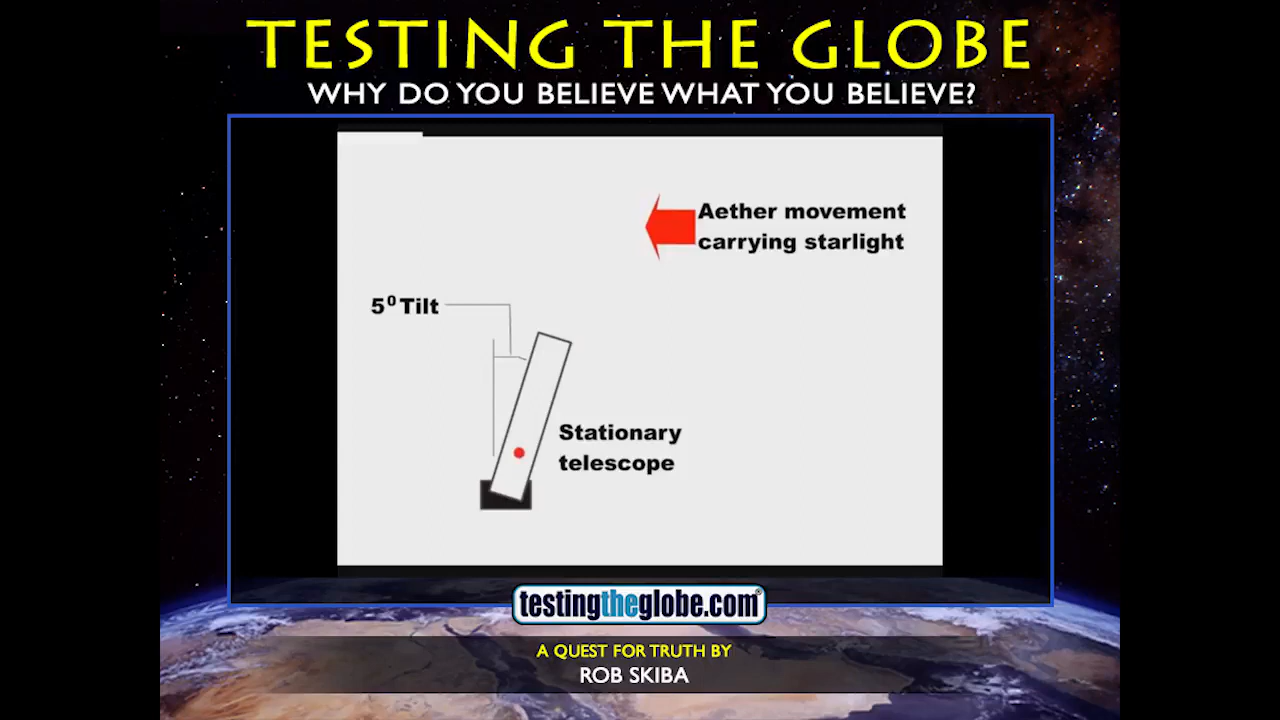 TESTING THE GLOBE
WHY DO YOU BELIEVE WHAT YOU BELIEVE?
Aether movement
carrying starlight
5⁰ Tilt
Stationary
telescope
testingtheglobe.com®
A QUEST FOR TRUTH BY
ROB SKIBA